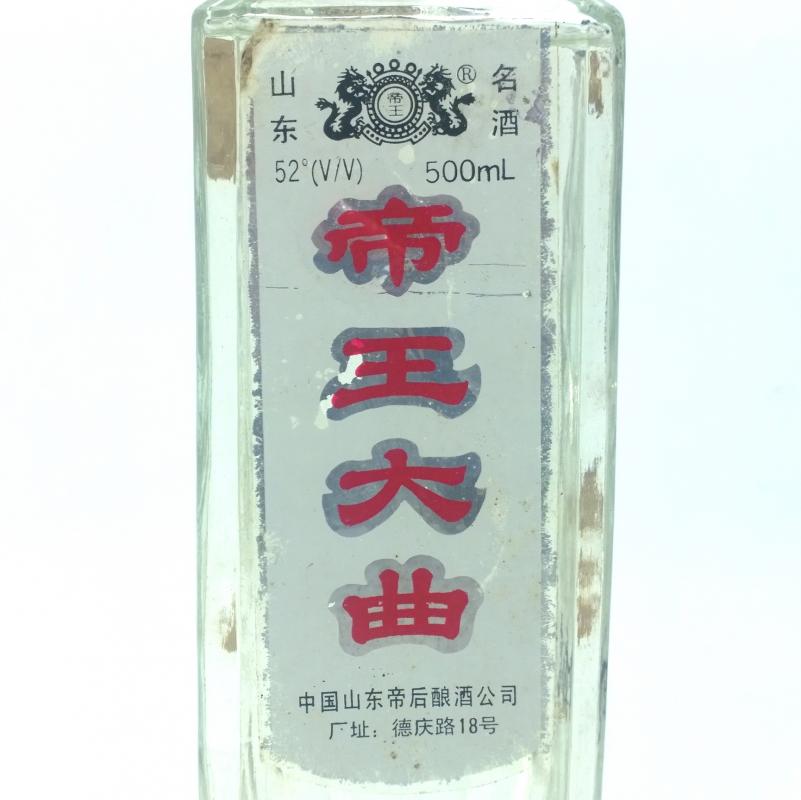 山东
名酒
帝王
®
52°(V/V) 500mL
帝王大曲
中国山东帝后酿酒公司
厂址：德庆路18号